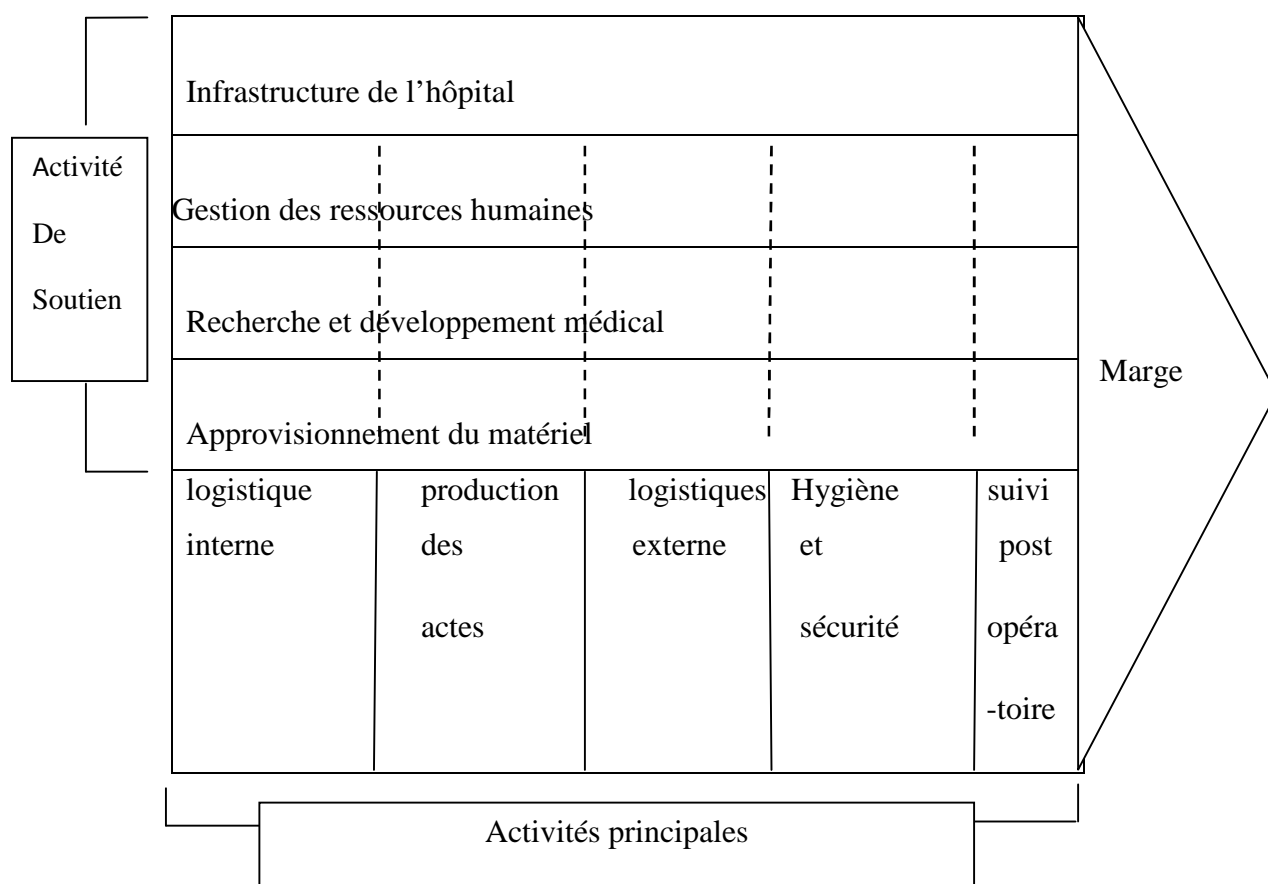 Infrastructure de l'hôpital
Activité
De
Soutien
Gestion des ressources humaines
Recherche et développement médical
Marge
Approvisionnement du matériel
logistique
interne
production
des
actes
logistiques
externe
Hygiène
et
sécurité
suivi
post
opéra
-toire
Activités principales